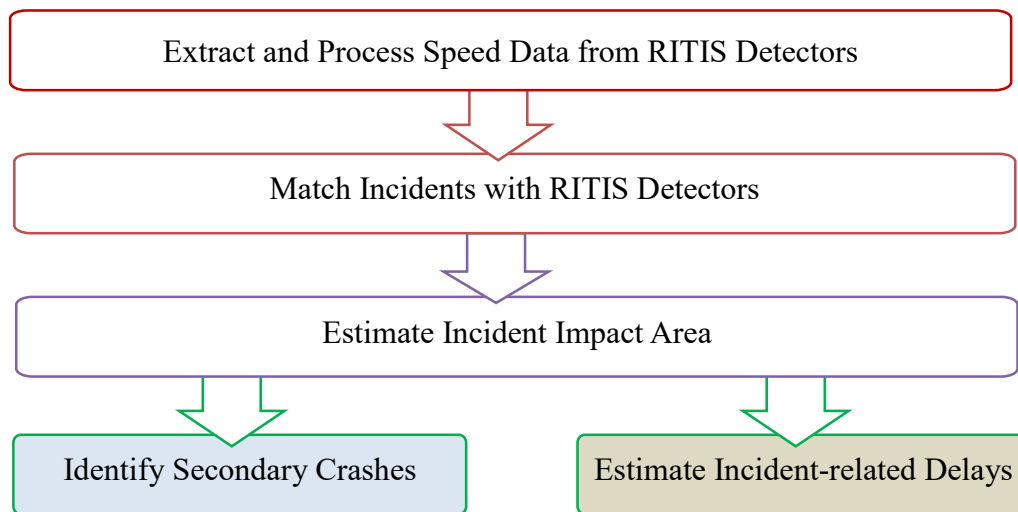 Extract and Process Speed Data from RITIS Detectors
Match Incidents with RITIS Detectors
Estimate Incident Impact Area
Identify Secondary Crashes
Estimate Incident-related Delays